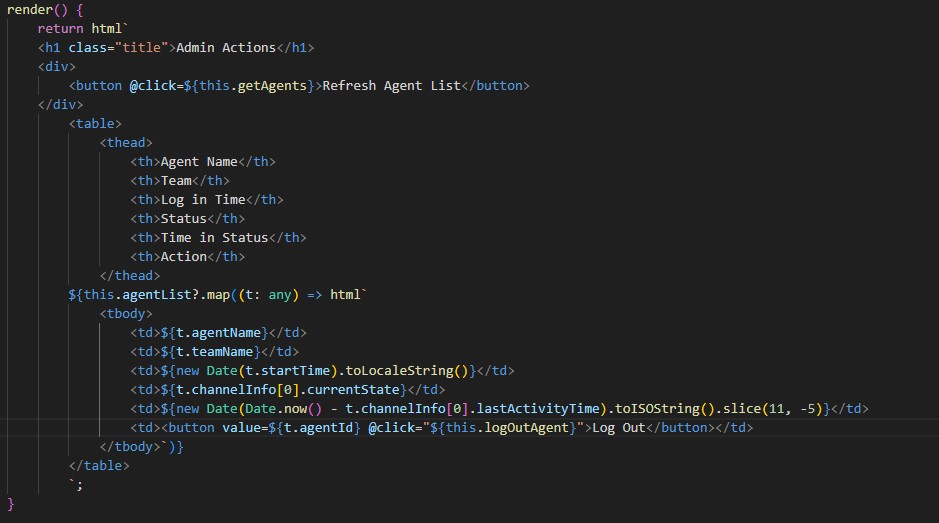 render() {
return html`
<h1 class="title">Admin Actions</h1>
<div>
<button @click=${this.getAgents}>Refresh Agent List</button>
</div>
<table>
<thead>
<th>Agent Name</th>
<th>Team</th>
<th>Log in Time</th>
<th>Status</th>
<th>Time in Status</th>
<th>Action</th>
</thead>
${this.agentList?.map((t: any) => html`
<tbody>
<td>${t.agentName}</td>
<td>${t.teamName}</td>
<td>${new Date(t.startTime).toLocaleString()}</td>
<td>${t.channelInfo[0].currentState}</td>
<td>${new Date(Date.now() - t.channelInfo[0].lastActivityTime).toISOString().slice(11, -5)}</td>
<td><button value=${t.agentId} @click="${this.logOutAgent}">Log Out</button></td>
</tbody>`)}
</table>
`;
}